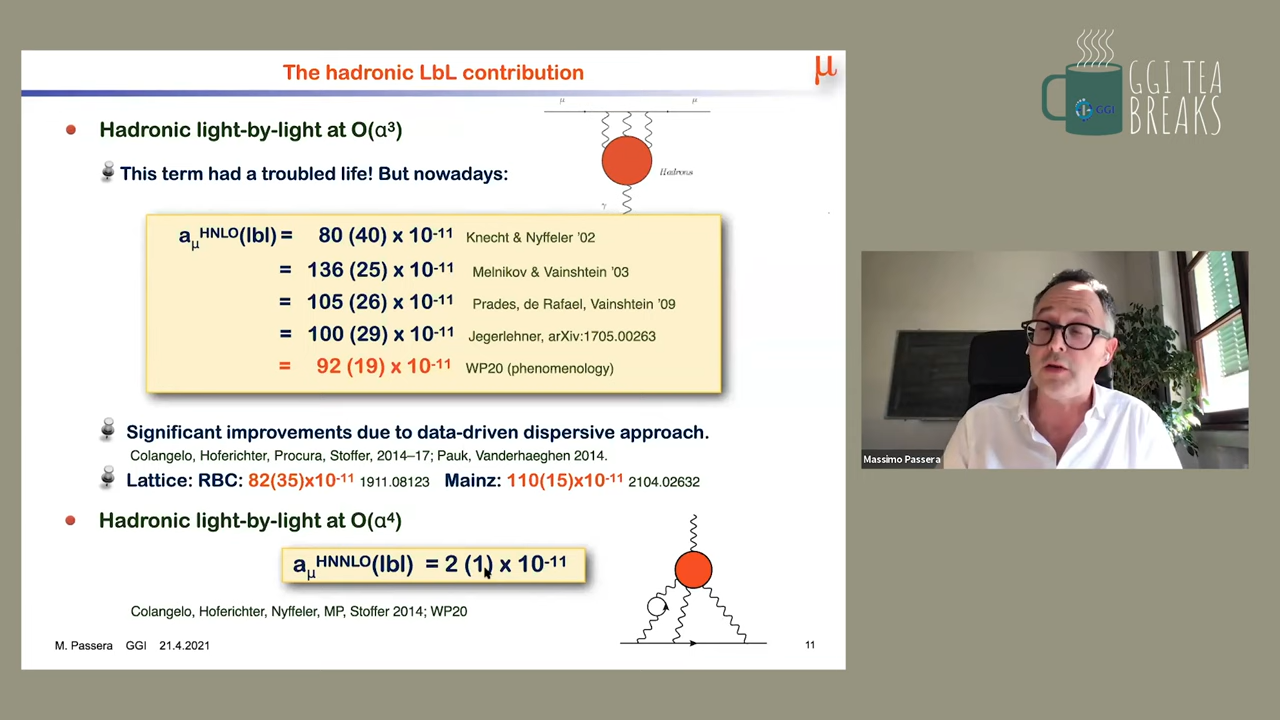 The hadronic LbL contribution
μ
GGI TEA
BREAKS
GGI
μ μ
Hadronic light-by-light at O(α³)
This term had a troubled life! But nowadays:
Hadrons
γ
aμHNLO(lbl) = 80 (40) x 10-11 Knecht & Nyffeler '02
= 136 (25) x 10-11 Melnikov & Vainshtein '03
= 105 (26) x 10-11 Prades, de Rafael, Vainshtein '09
= 100 (29) x 10-11 Jegerlehner, arXiv:1705.00263
= 92 (19) x 10-11 WP20 (phenomenology)
Significant improvements due to data-driven dispersive approach.
Colangelo, Hoferichter, Procura, Stoffer, 2014–17; Pauk, Vanderhaeghen 2014.
Lattice: RBC: 82(35)x10-11 1911.08123 Mainz: 110(15)x10-11 2104.02632
Hadronic light-by-light at O(α⁴)
aμHNNLO(lbl) = 2 (1) x 10-11
Colangelo, Hoferichter, Nyffeler, MP, Stoffer 2014; WP20
M. Passera GGI 21.4.2021
11
Massimo Passera